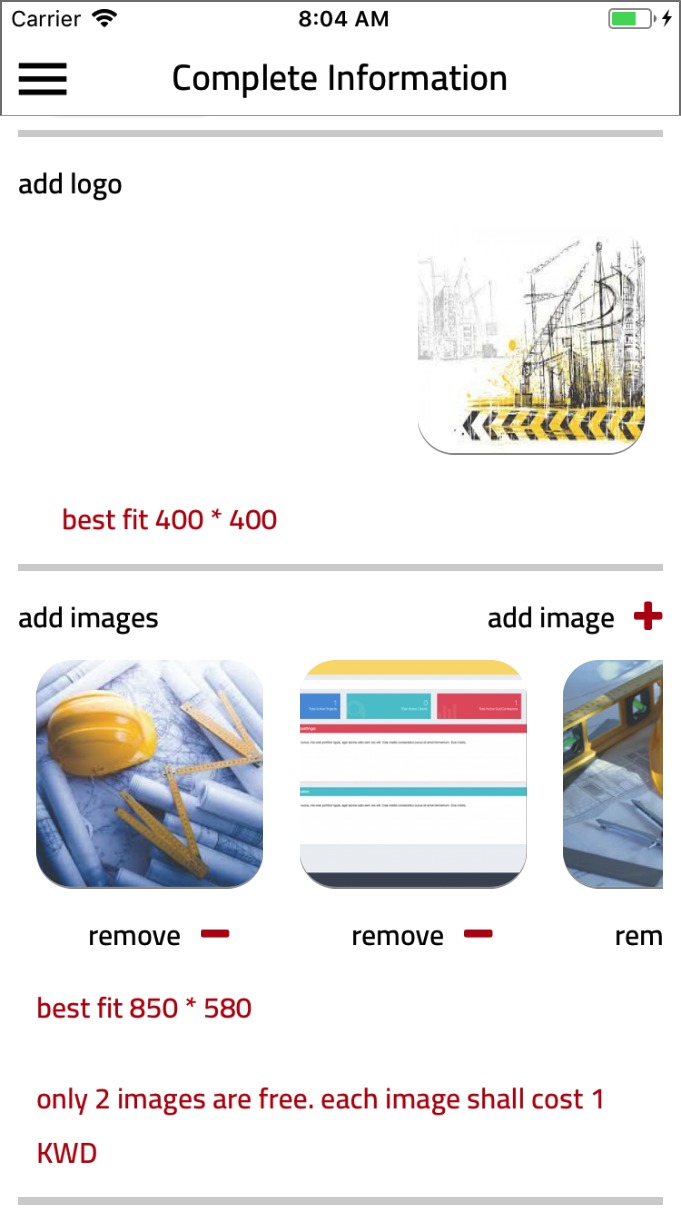 Carrier 8:04 AM
Complete Information
add logo
best fit 400 * 400
add images add image
remove remove rem
best fit 850 * 580
only 2 images are free. each image shall cost 1
KWD